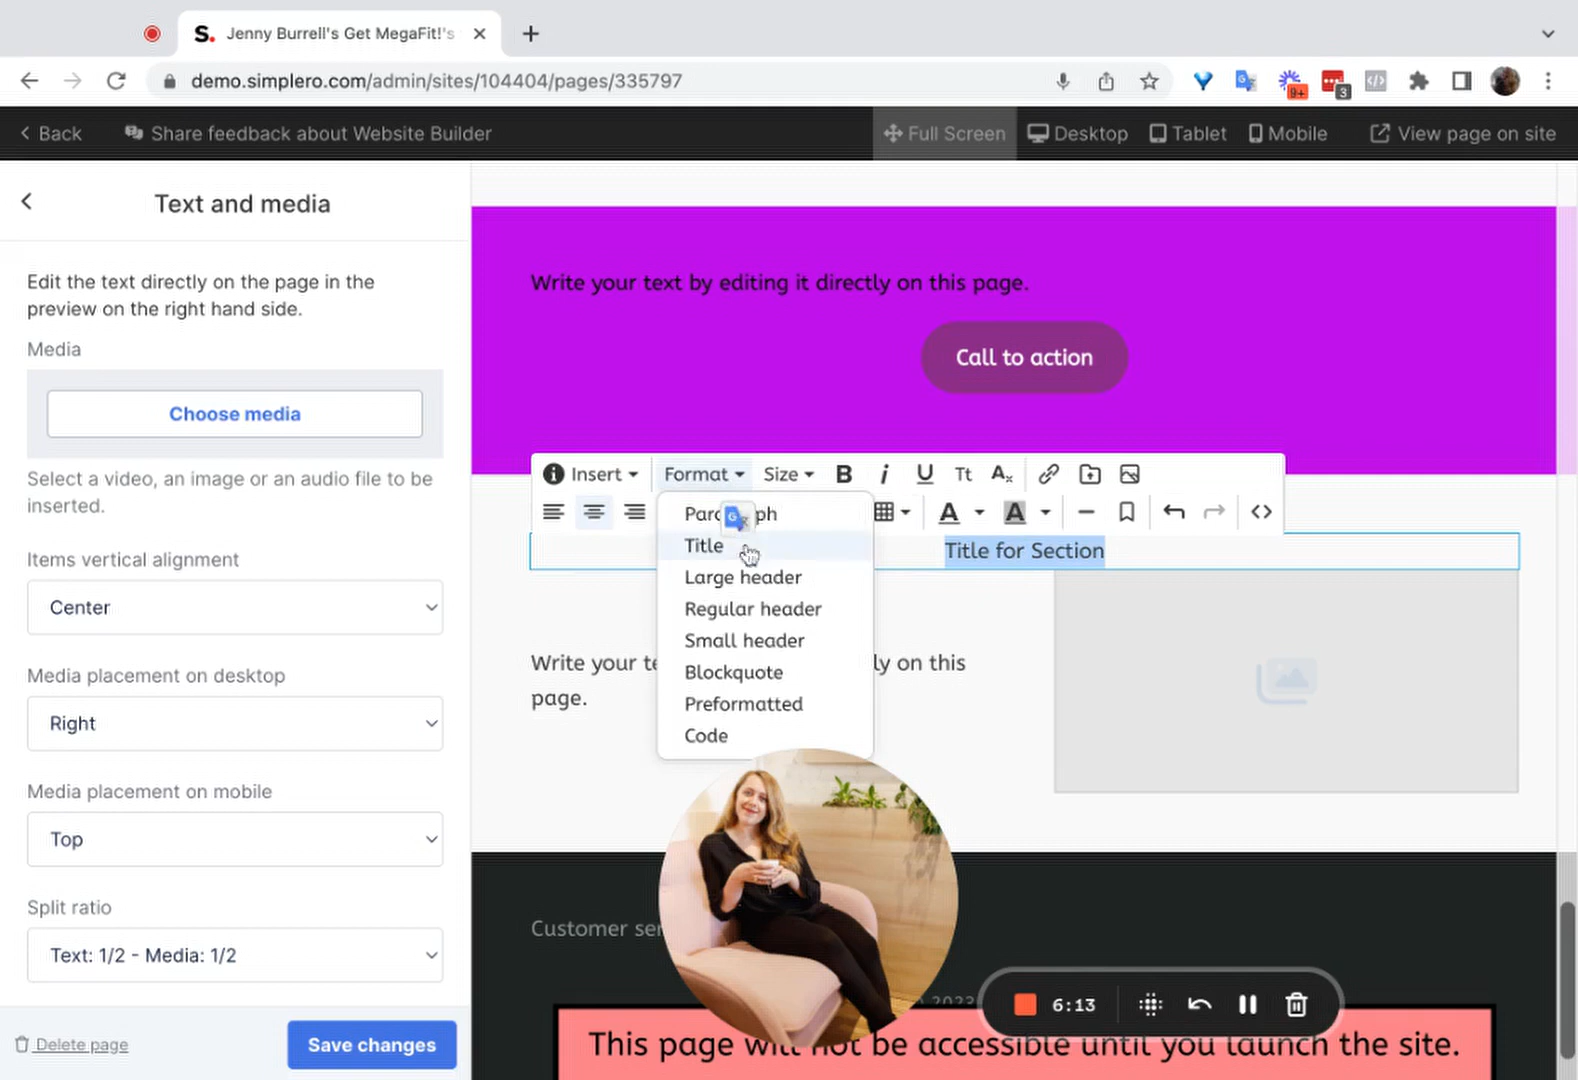 S. Jenny Burrell's Get MegaFit!'s
demo.simplero.com/admin/sites/104404/pages/335797
9+
3
Back
Share feedback about Website Builder
Full Screen
Desktop
Tablet
Mobile
View page on site
Text and media
Edit the text directly on the page in the
preview on the right hand side.
Media
Choose media
Select a video, an image or an audio file to be
inserted.
Items vertical alignment
Center
Media placement on desktop
Right
Media placement on mobile
Top
Split ratio
Text: 1/2 - Media: 1/2
Delete page
Save changes
Write your text by editing it directly on this page.
Call to action
Insert
Format
Size
B
i
U
Tt
Ax
A
A
Title
Large header
Regular header
Small header
Blockquote
Preformatted
Code
Title for Section
Write your
on this
page.
Customer
2023
6:13
This page will not be accessible until you launch the site.